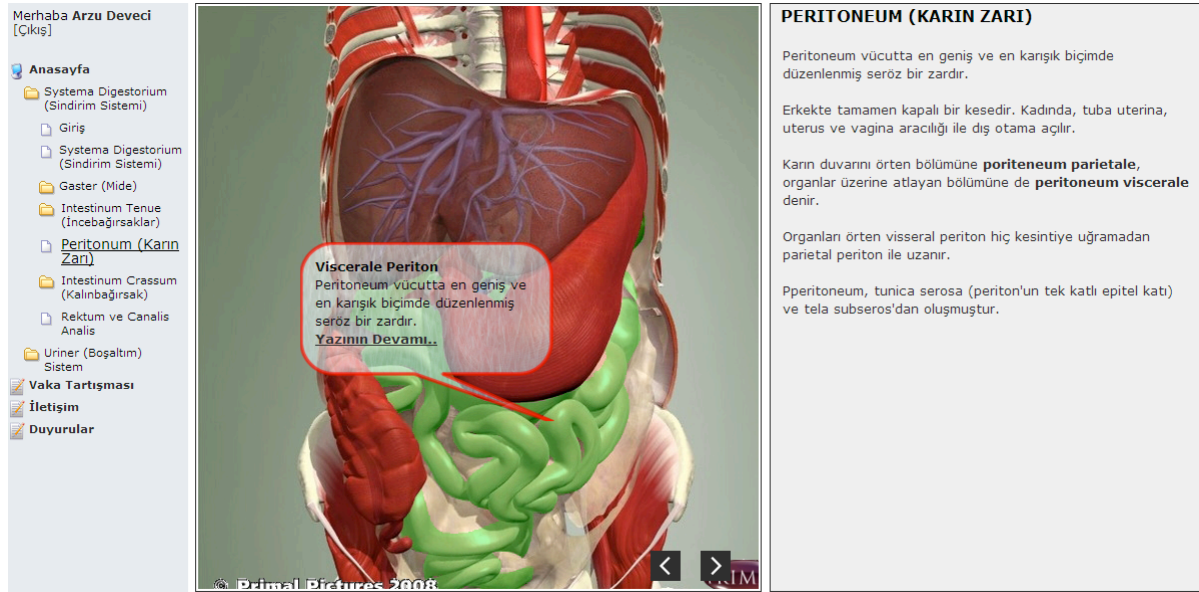 Merhaba Arzu Deveci
[Çıkış]
Anasayfa
Systema Digestorium
(Sindirim Sistemi)
Giriş
Systema Digestorium
(Sindirim Sistemi)
Gaster (Mide)
Intestinum Tenue
(İncebağırsaklar)
Peritonum (Karın
Zarı)
Intestinum Crassum
(Kalınbağırsak)
Rektum ve Canalis
Analis
Uriner (Boşaltım)
Sistem
Vaka Tartışması
İletişim
Duyurular
Viscerale Periton
Peritoneum vücutta en geniş ve
en karışık biçimde düzenlenmiş
seröz bir zardır.
Yazının Devamı..
© Primal Pictures 2008
PERITONEUM (KARIN ZARI)
Peritoneum vücutta en geniş ve en karışık biçimde
düzenlenmiş seröz bir zardır.
Erkekte tamamen kapalı bir kesedir. Kadında, tuba uterina,
uterus ve vagina aracılığı ile dış otama açılır.
Karın duvarını örten bölümüne poriteneum parietale,
organlar üzerine atlayan bölümüne de peritoneum viscerale
denir.
Organları örten visseral periton hiç kesintiye uğramadan
parietal periton ile uzanır.
Pperitoneum, tunica serosa (periton'un tek katlı epitel katı)
ve tela subseros'dan oluşmuştur.